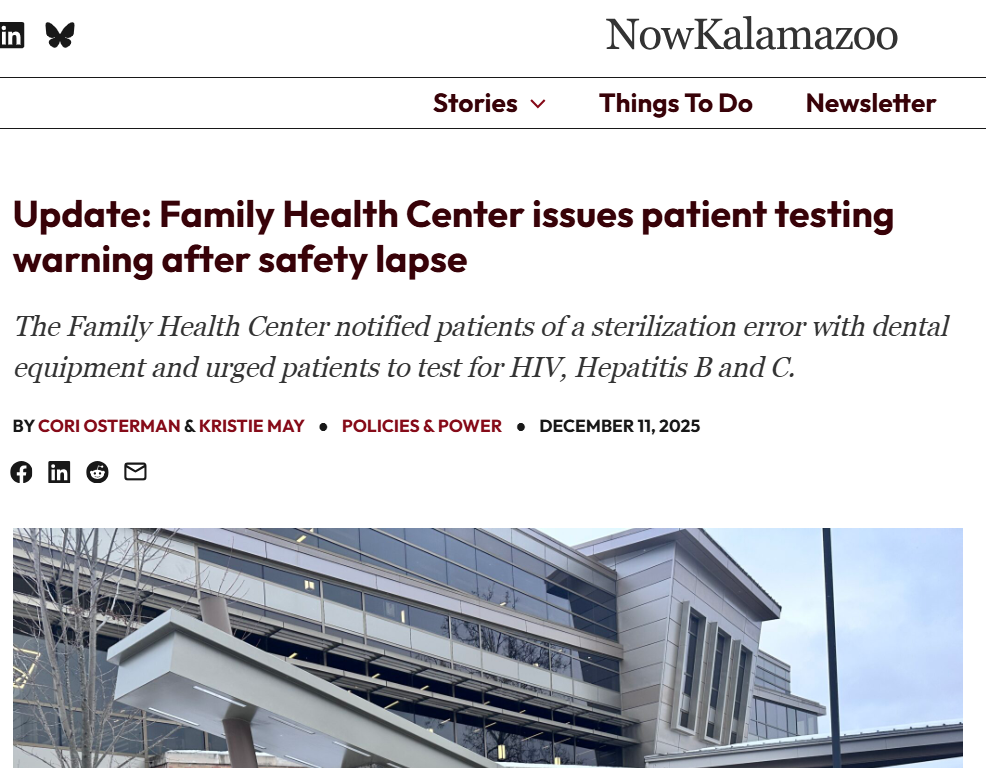 in
NowKalamazoo
Stories
Things To Do
Newsletter
Update: Family Health Center issues patient testing
warning after safety lapse
The Family Health Center notified patients of a sterilization error with dental
equipment and urged patients to test for HIV, Hepatitis B and C.
BY CORI OSTERMAN & KRISTIE MAY ● POLICIES & POWER ● DECEMBER 11, 2025